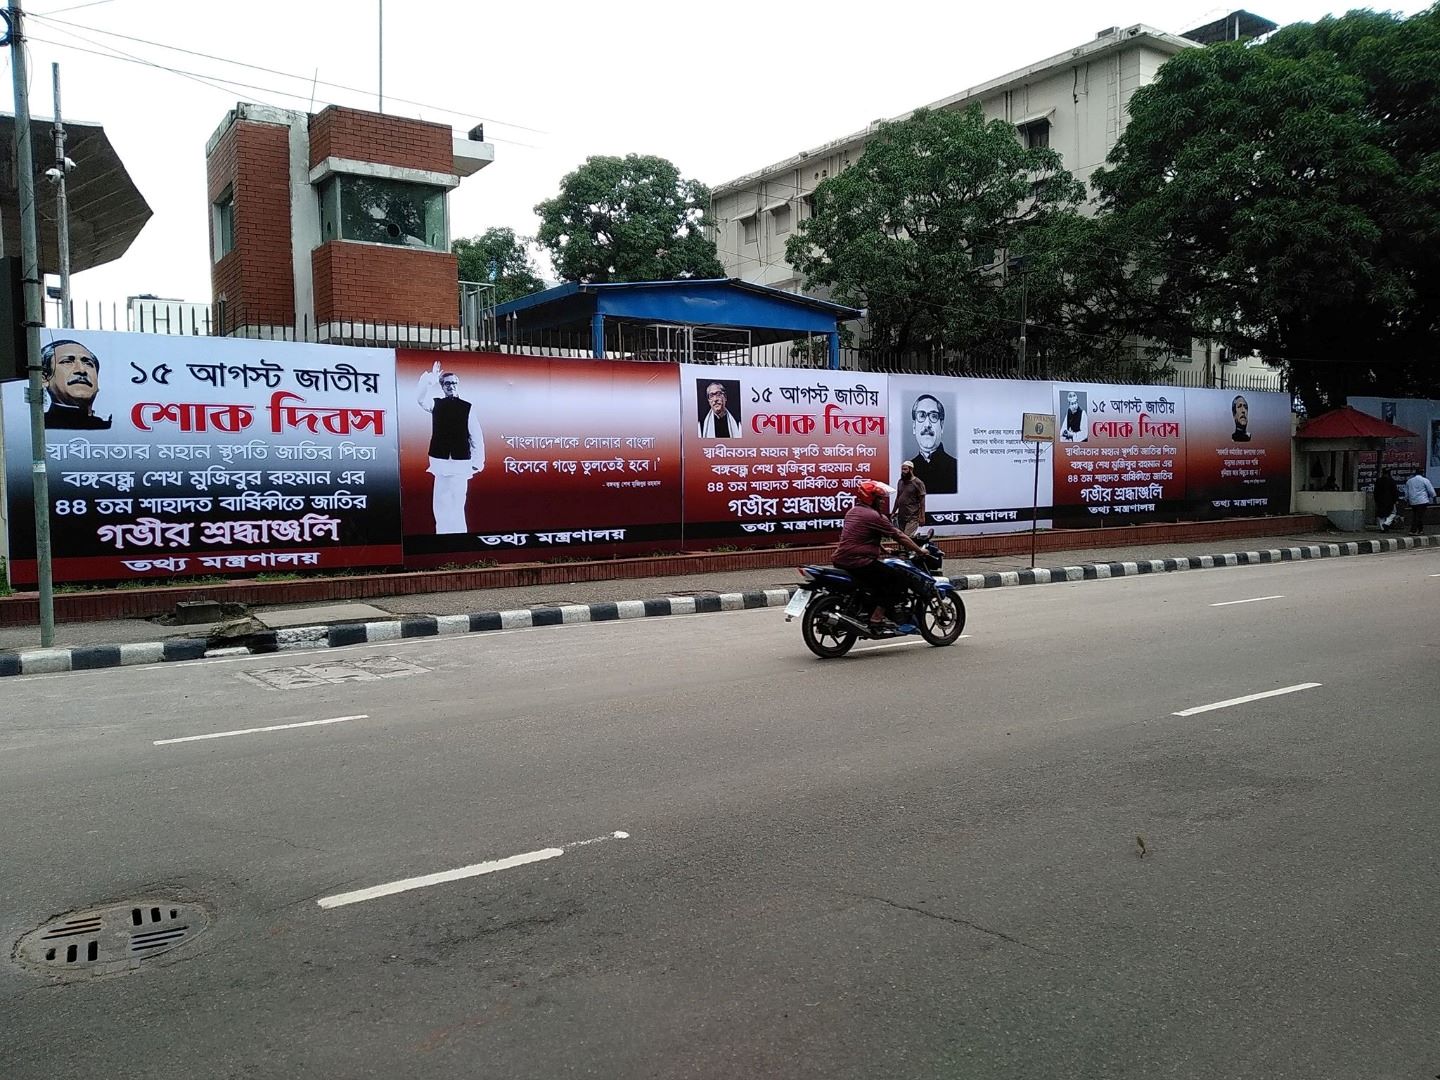 ১৫ আগস্ট জাতীয়
শোক দিবস
স্বাধীনতার মহান স্থপতি জাতির পিতা
বঙ্গবন্ধু শেখ মুজিবুর রহমান এর
৪৪ তম শাহাদত বার্ষিকীতে জাতির
গভীর শ্রদ্ধাঞ্জলি
তথ্য মন্ত্রণালয়
'বাংলাদেশকে সোনার বাংলা
হিসেবে গড়ে তুলতেই হবে।'
- বঙ্গবন্ধু শেখ মুজিবুর রহমান
তথ্য মন্ত্রণালয়
১৫ আগস্ট জাতীয়
শোক দিবস
স্বাধীনতার মহান স্থপতি জাতির পিতা
বঙ্গবন্ধু শেখ মুজিবুর রহমান এর
৪৪ তম শাহাদত বার্ষিকীতে জাতির
গভীর শ্রদ্ধাঞ্জলি
তথ্য মন্ত্রণালয়
তথ্য মন্ত্রণালয়
১৫ আগস্ট জাতীয়
শোক দিবস
স্বাধীনতার মহান স্থপতি জাতির পিতা
বঙ্গবন্ধু শেখ মুজিবুর রহমান এর
৪৪ তম শাহাদত বার্ষিকীতে জাতির
গভীর শ্রদ্ধাঞ্জলি
তথ্য মন্ত্রণালয়
তথ্য মন্ত্রণালয়